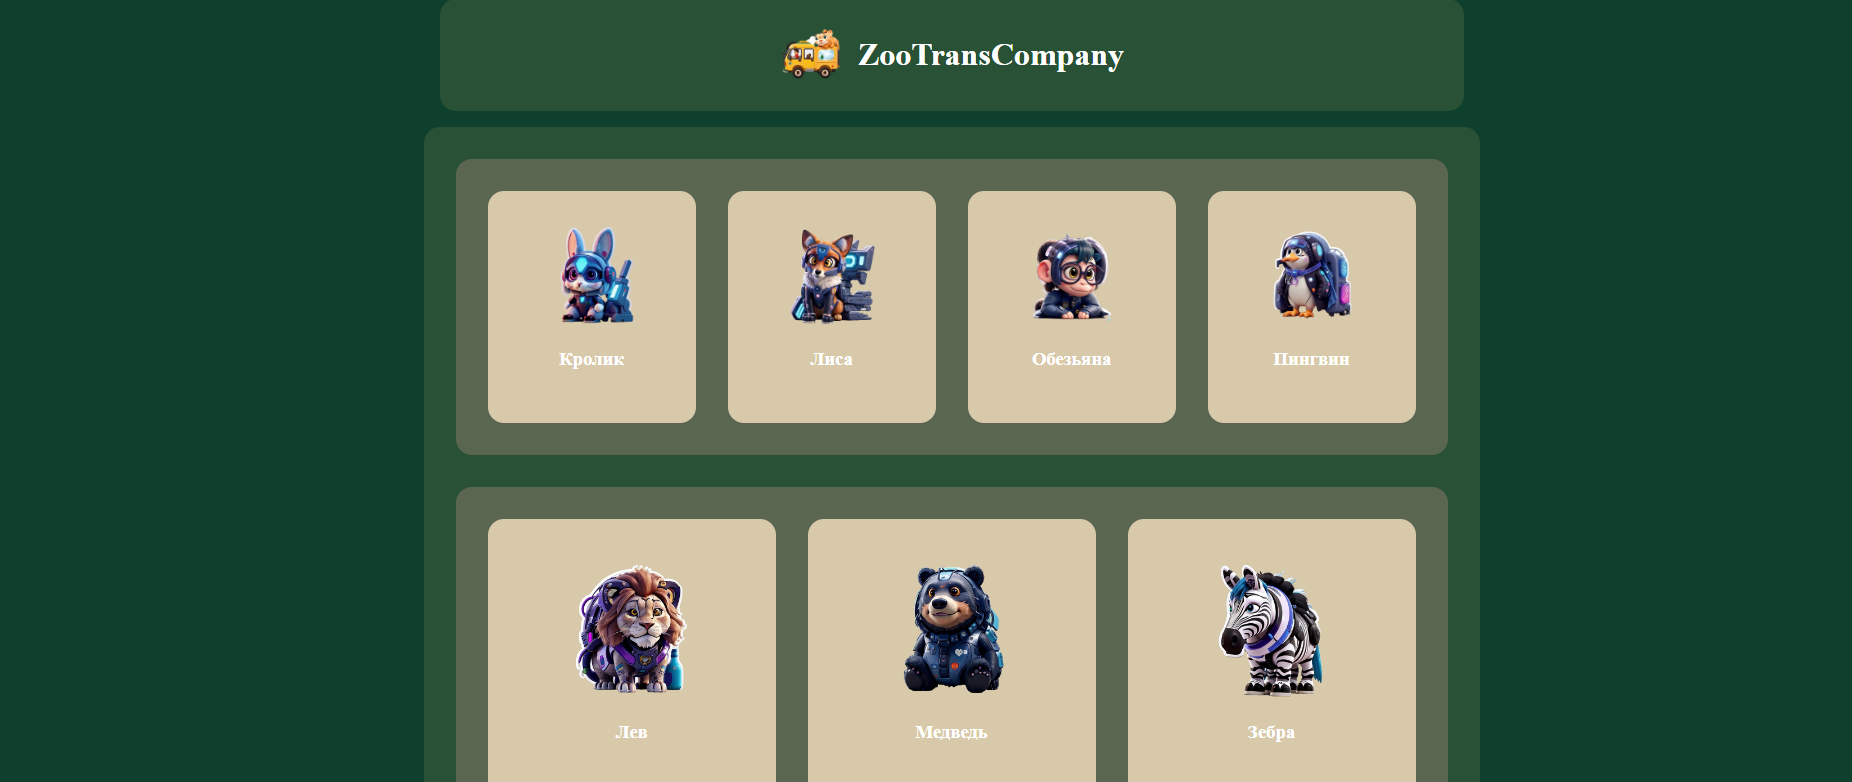 ZooTransCompany
Кролик
Лиса
Обезьяна
Пингвин
Лев
Медведь
Зебра